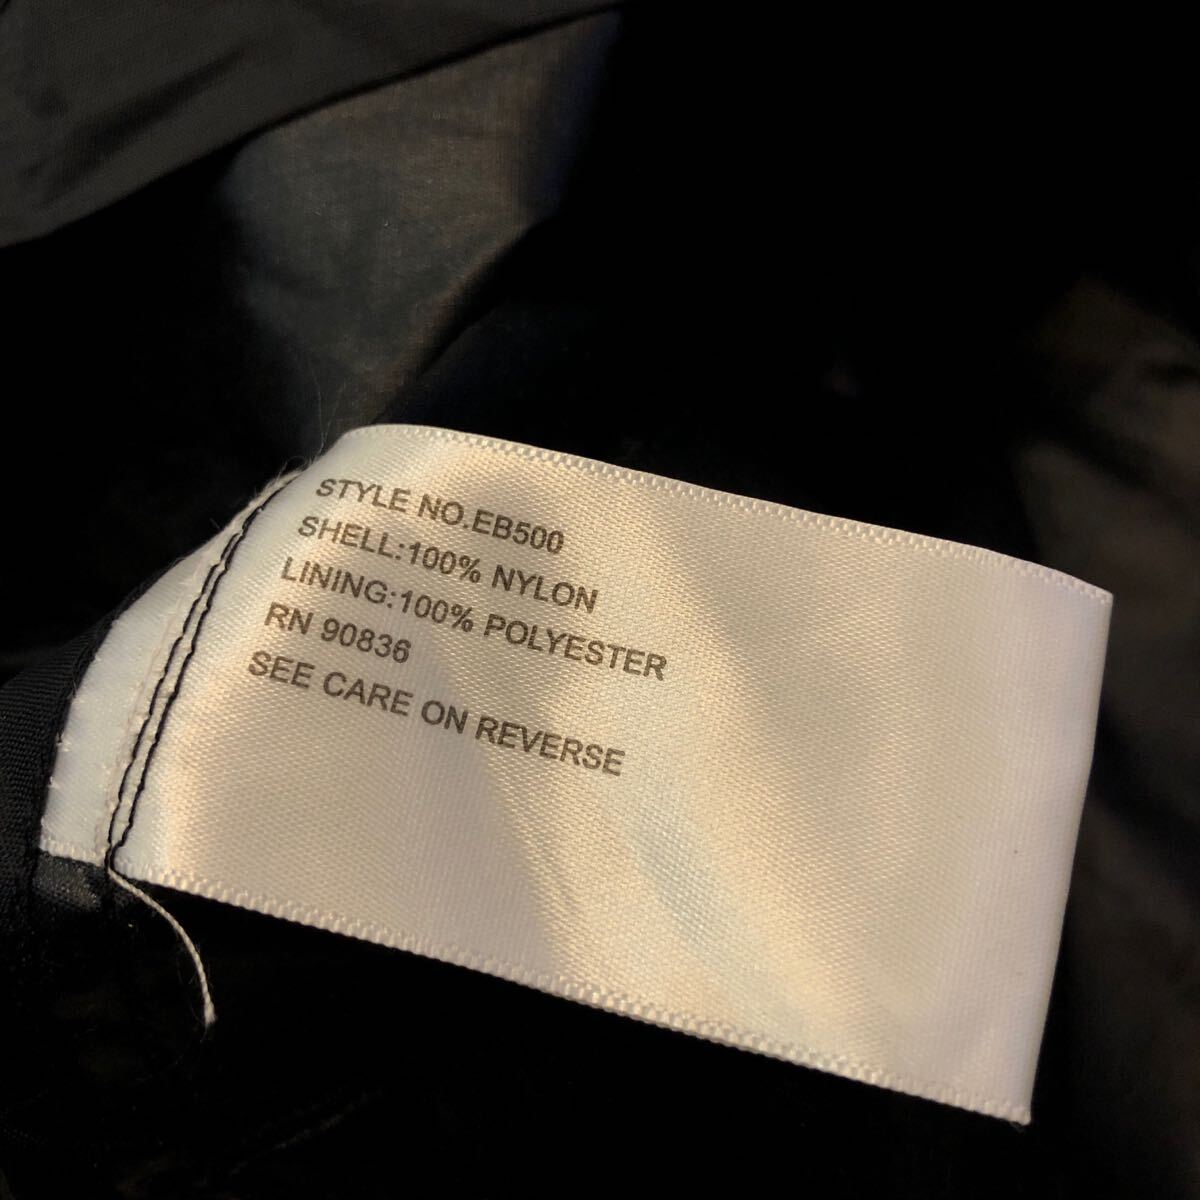 STYLE NO.EB500
SHELL:100% NYLON
LINING:100% POLYESTER
RN 90836
SEE CARE ON REVERSE